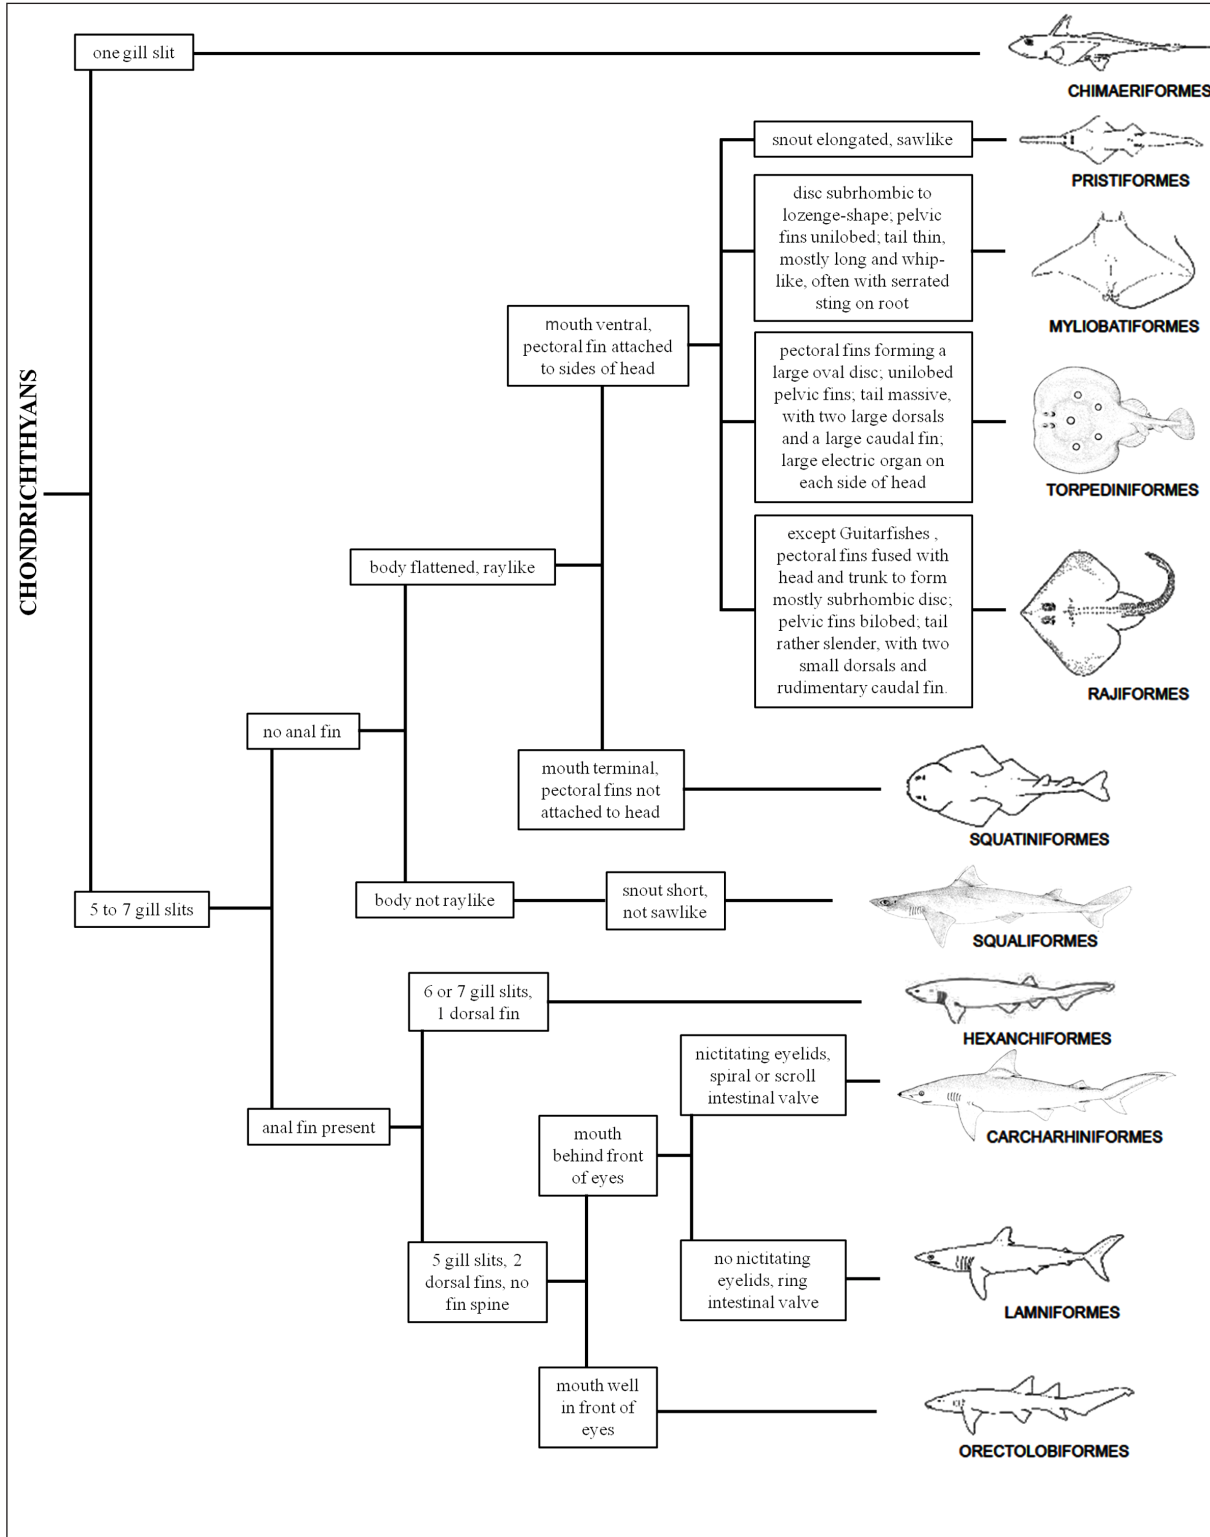 CHONDRICHTHYANS
one gill slit
CHIMAERIFORMES
snout elongated, sawlike
PRISTIFORMES
disc subrhombic to
lozenge-shape; pelvic
fins unilobed; tail thin,
mostly long and whip-
like, often with serrated
sting on root
MYLIOBATIFORMES
mouth ventral,
pectoral fin attached
to sides of head
pectoral fins forming a
large oval disc; unilobed
pelvic fins; tail massive,
with two large dorsals
and a large caudal fin;
large electric organ on
each side of head
TORPEDINIFORMES
except Guitarfishes ,
pectoral fins fused with
head and trunk to form
mostly subrhombic disc;
pelvic fins bilobed; tail
rather slender, with two
small dorsals and
rudimentary caudal fin.
RAJIFORMES
body flattened, raylike
no anal fin
mouth terminal,
pectoral fins not
attached to head
SQUATINIFORMES
5 to 7 gill slits
body not raylike
snout short,
not sawlike
SQUALIFORMES
6 or 7 gill slits,
1 dorsal fin
HEXANCHIFORMES
nictitating eyelids,
spiral or scroll
intestinal valve
CARCHARHINIFORMES
anal fin present
mouth
behind front
of eyes
5 gill slits, 2
dorsal fins, no
fin spine
no nictitating
eyelids, ring
intestinal valve
LAMNIFORMES
mouth well
in front of
eyes
ORECTOLOBIFORMES